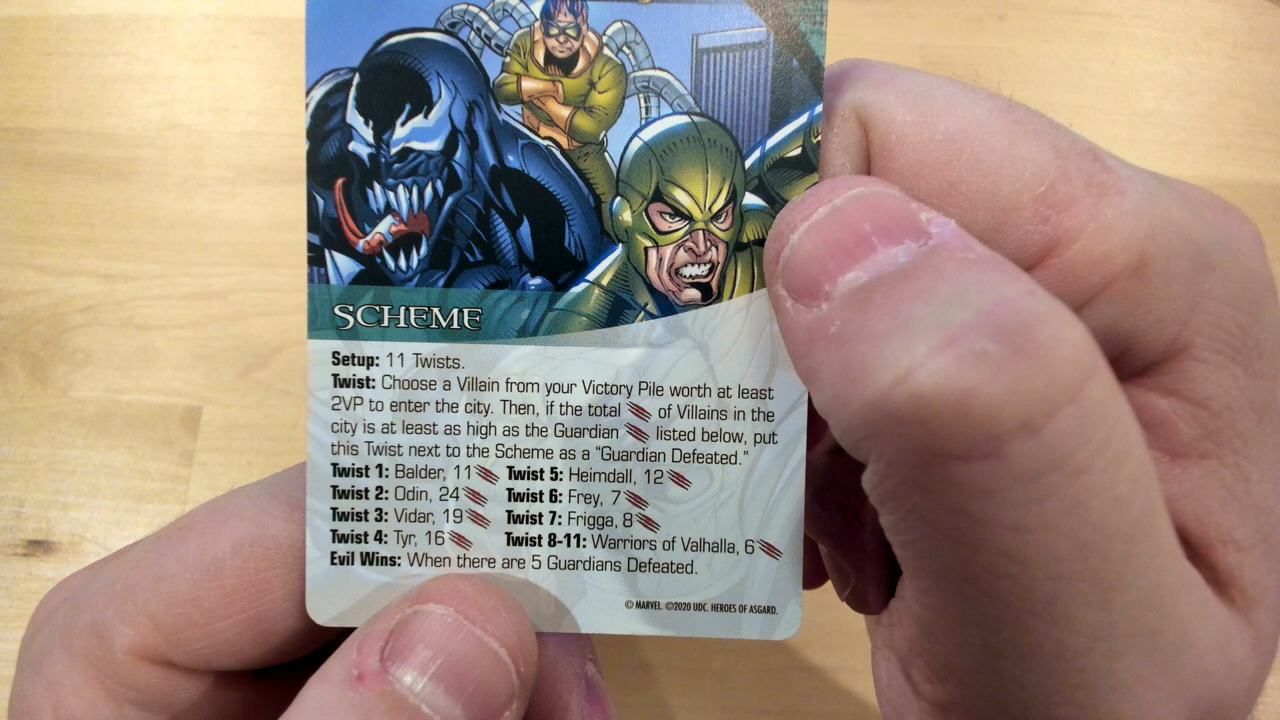 SCHEME
Setup: 11 Twists.
Twist: Choose a Villain from your Victory Pile worth at least
2VP to enter the city. Then, if the total of Villains in the
city is at least as high as the Guardian listed below, put
this Twist next to the Scheme as a “Guardian Defeated.”
Twist 1: Balder, 11 Twist 5: Heimdall, 12
Twist 2: Odin, 24 Twist 6: Frey, 7
Twist 3: Vidar, 19 Twist 7: Frigga, 8
Twist 4: Tyr, 16 Twist 8-11: Warriors of Valhalla, 6
Evil Wins: When there are 5 Guardians Defeated.
© MARVEL. ©2020 UDC. HEROES OF ASGARD.